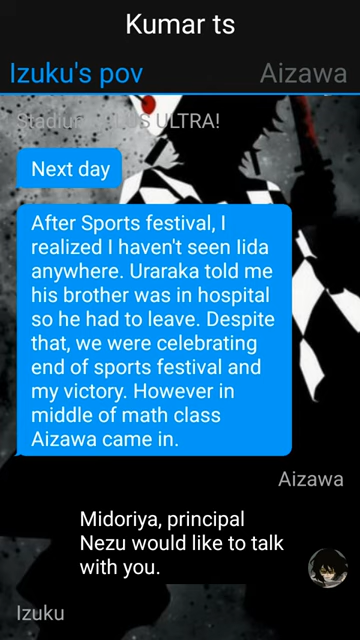 Kumar ts
Izuku's pov
Aizawa
Stadium: PLUS ULTRA!
Next day
After Sports festival, I
realized I haven't seen Iida
anywhere. Uraraka told me
his brother was in hospital
so he had to leave. Despite
that, we were celebrating
end of sports festival and
my victory. However in
middle of math class
Aizawa came in.
Aizawa
Midoriya, principal
Nezu would like to talk
with you.
Izuku